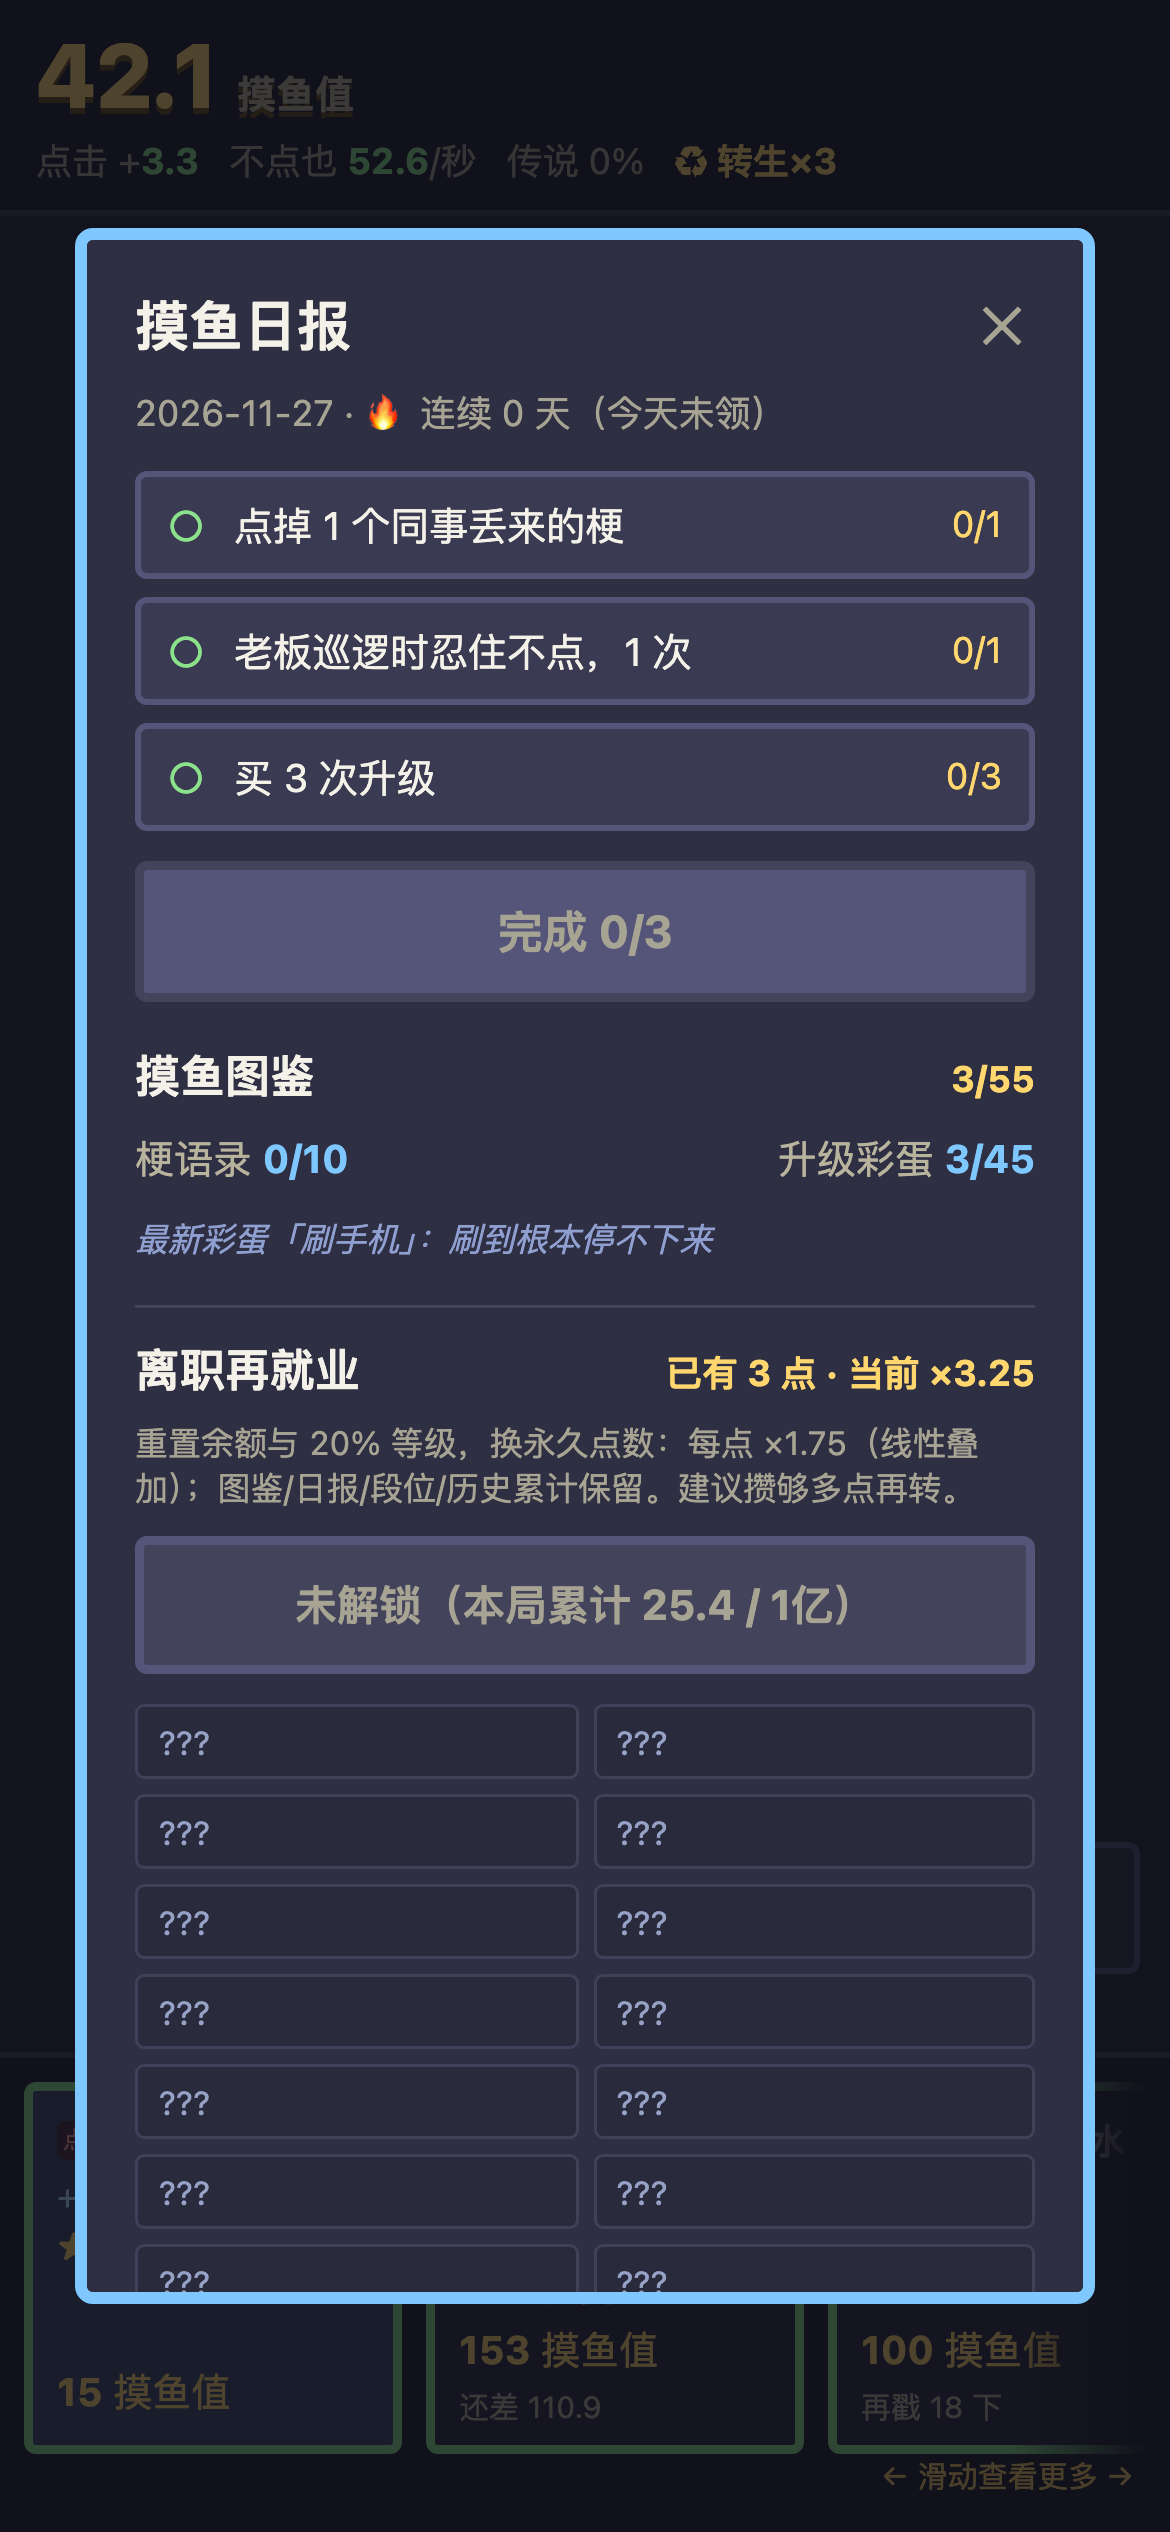 42.1 摸鱼值
点击 +3.3 不点也 52.6/秒 传说 0% ♻ 转生×3
摸鱼日报
2026-11-27 · 🔥 连续 0 天（今天未领）
点掉 1 个同事丢来的梗 0/1
老板巡逻时忍住不点，1 次 0/1
买 3 次升级 0/3
完成 0/3
摸鱼图鉴 3/55
梗语录 0/10 升级彩蛋 3/45
最新彩蛋「刷手机」：刷到根本停不下来
离职再就业 已有 3 点 · 当前 ×3.25
重置余额与 20% 等级，换永久点数：每点 ×1.75（线性叠
加）；图鉴/日报/段位/历史累计保留。建议攒够多点再转。
未解锁（本局累计 25.4 / 1亿）
??? ???
??? ???
??? ???
??? ???
??? ???
??? ???
??? ???
水
15 摸鱼值
153 摸鱼值
还差 110.9
100 摸鱼值
再戳 18 下
← 滑动查看更多 →